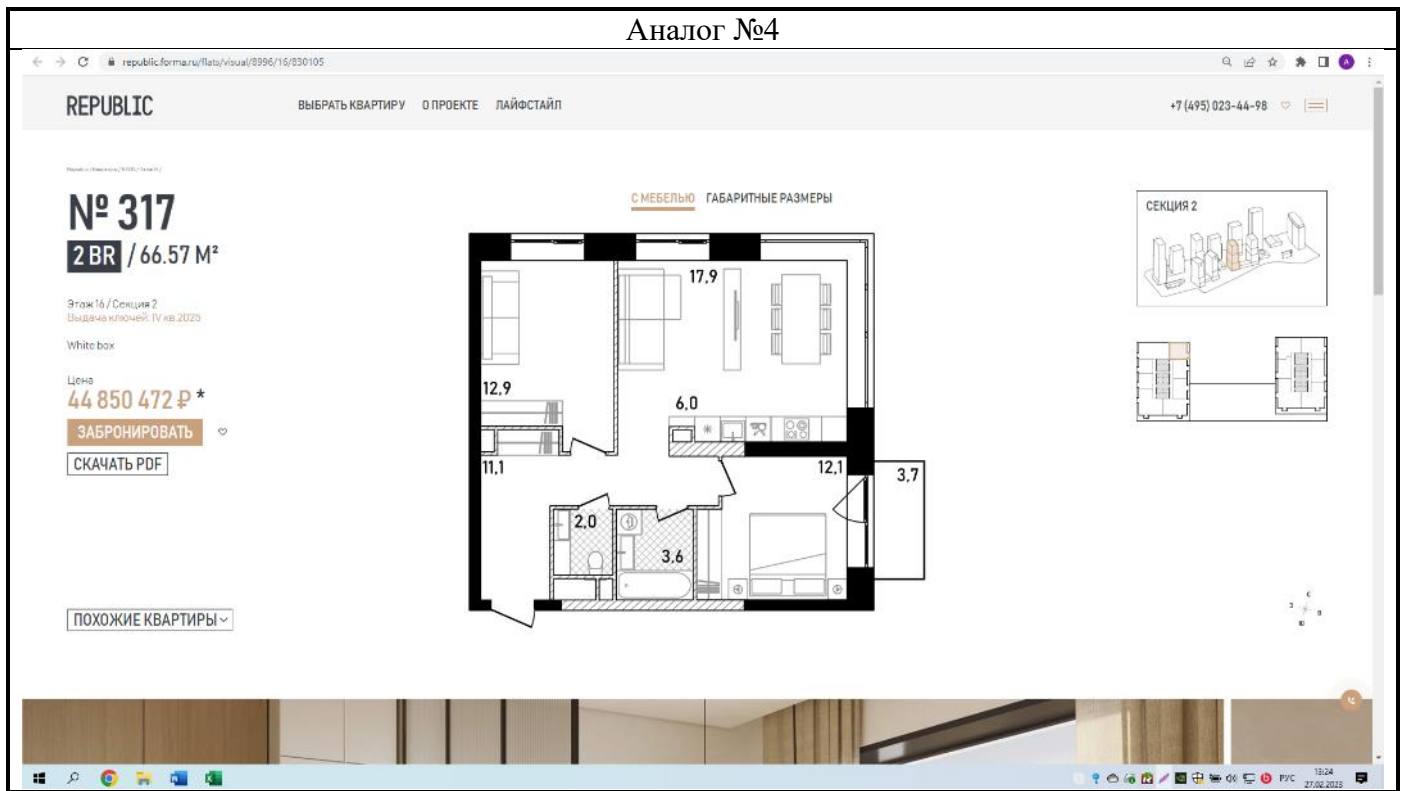 Аналог №4
republic.forma.ru/flats/visual/8996/16/830105
REPUBLIC
ВЫБРАТЬ КВАРТИРУ О ПРОЕКТЕ ЛАЙФСТАЙЛ
+7 (495) 023-44-98
№ 317
2 BR / 66.57 М²
Этаж 16 / Секция 2
Выдача ключей: IV кв.2025
White box
Цена
44 850 472 ₽ *
ЗАБРОНИРОВАТЬ
СКАЧАТЬ PDF
ПОХОЖИЕ КВАРТИРЫ
С МЕБЕЛЬЮ ГАБАРИТНЫЕ РАЗМЕРЫ
17,9
12,9
6,0
11,1
12,1
3,7
2,0
3,6
СЕКЦИЯ 2
С
З
В
Ю
РУС
13:24
27.02.2023